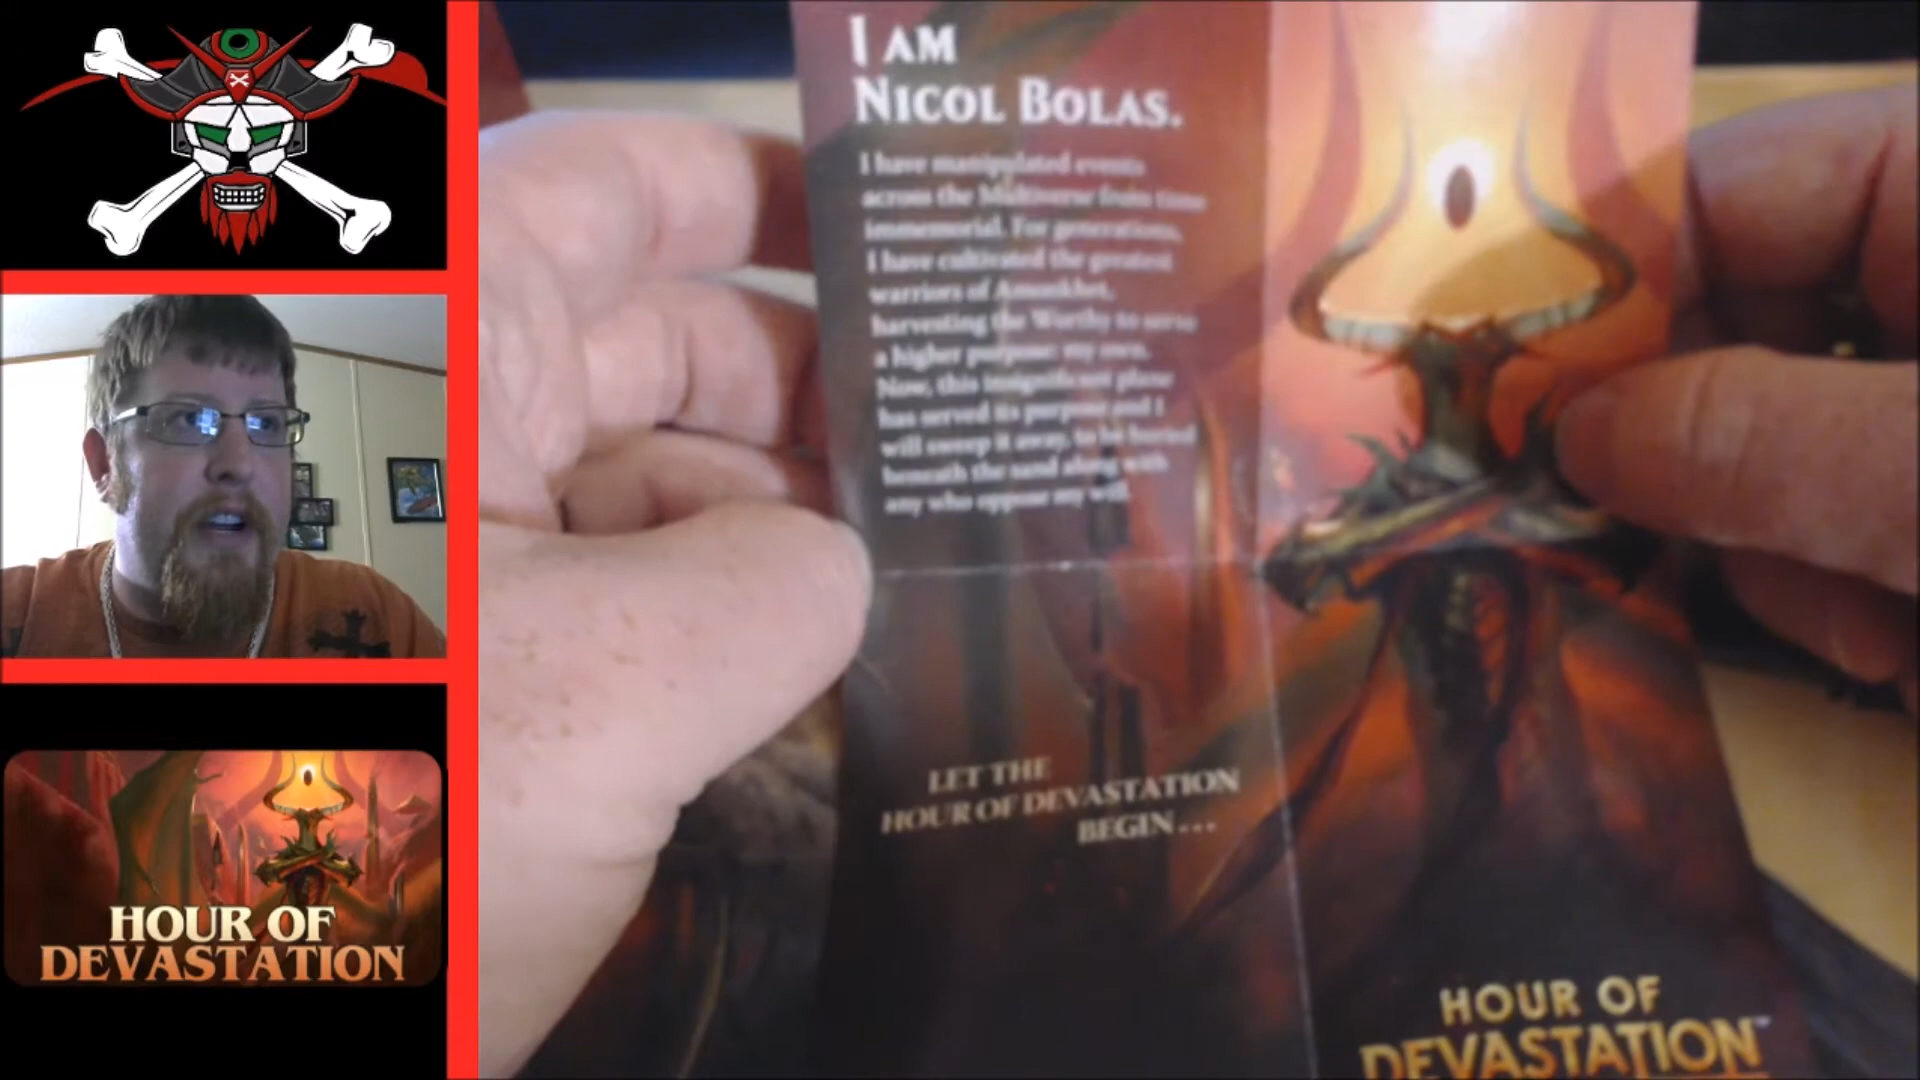 I AM
NICOL BOLAS.
I have manipulated events
across the Multiverse from time
immemorial. For generations,
I have cultivated the greatest
warriors of Amonkhet,
harvesting the Worthy to serve
a higher purpose: my own.
Now, this insignificant plane
has served its purpose and I
will sweep it away, to be buried
beneath the sand along with
any who oppose my will.
LET THE
HOUR OF DEVASTATION
BEGIN...
HOUR OF
DEVASTATION™
HOUR OF
DEVASTATION